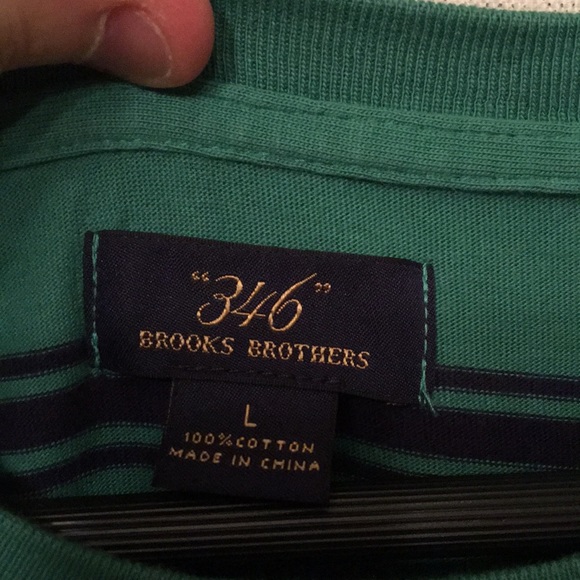 "346"
BROOKS BROTHERS
L
100% COTTON
MADE IN CHINA